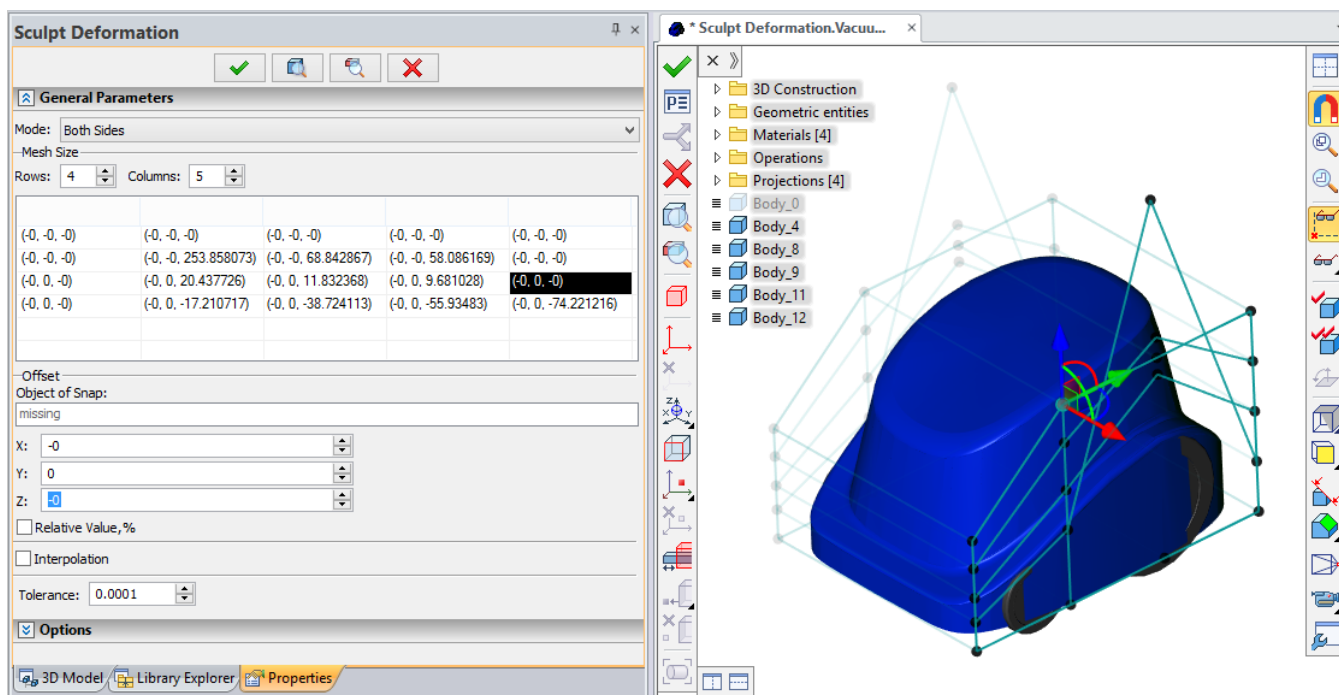 Sculpt Deformation
General Parameters
Mode: Both Sides
Mesh Size
Rows: 4 Columns: 5
(-0, -0, -0) (-0, -0, -0) (-0, -0, -0) (-0, -0, -0) (-0, -0, -0)
(-0, -0, -0) (-0, -0, 253.858073) (-0, -0, 68.842867) (-0, -0, 58.086169) (-0, -0, -0)
(-0, 0, -0) (-0, 0, 20.437726) (-0, 0, 11.832368) (-0, 0, 9.681028) (-0, 0, -0)
(-0, 0, -0) (-0, 0, -17.210717) (-0, 0, -38.724113) (-0, 0, -55.93483) (-0, 0, -74.221216)
Offset
Object of Snap:
missing
X: -0
Y: 0
Z: -0
Relative Value,%
Interpolation
Tolerance: 0.0001
Options
3D Model Library Explorer Properties
* Sculpt Deformation.Vacuu...
3D Construction
Geometric entities
Materials [4]
Operations
Projections [4]
Body_0
Body_4
Body_8
Body_9
Body_11
Body_12